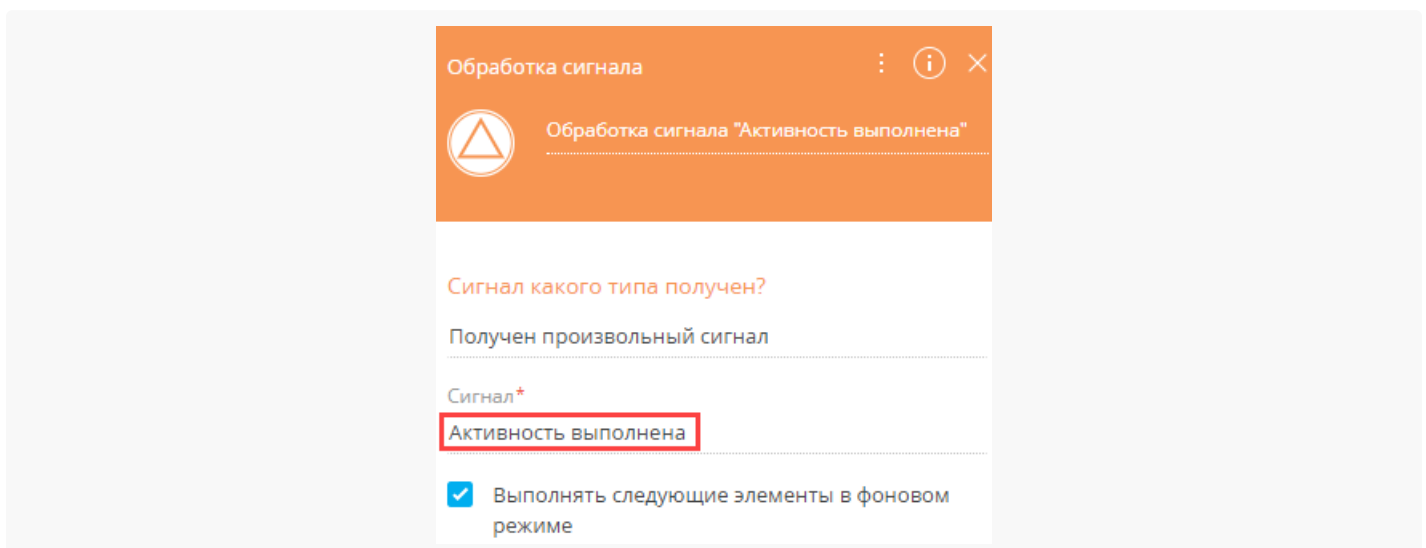 Обработка сигнала
Обработка сигнала "Активность выполнена"
Сигнал какого типа получен?
Получен произвольный сигнал
Сигнал*
Активность выполнена
Выполнять следующие элементы в фоновом
режиме